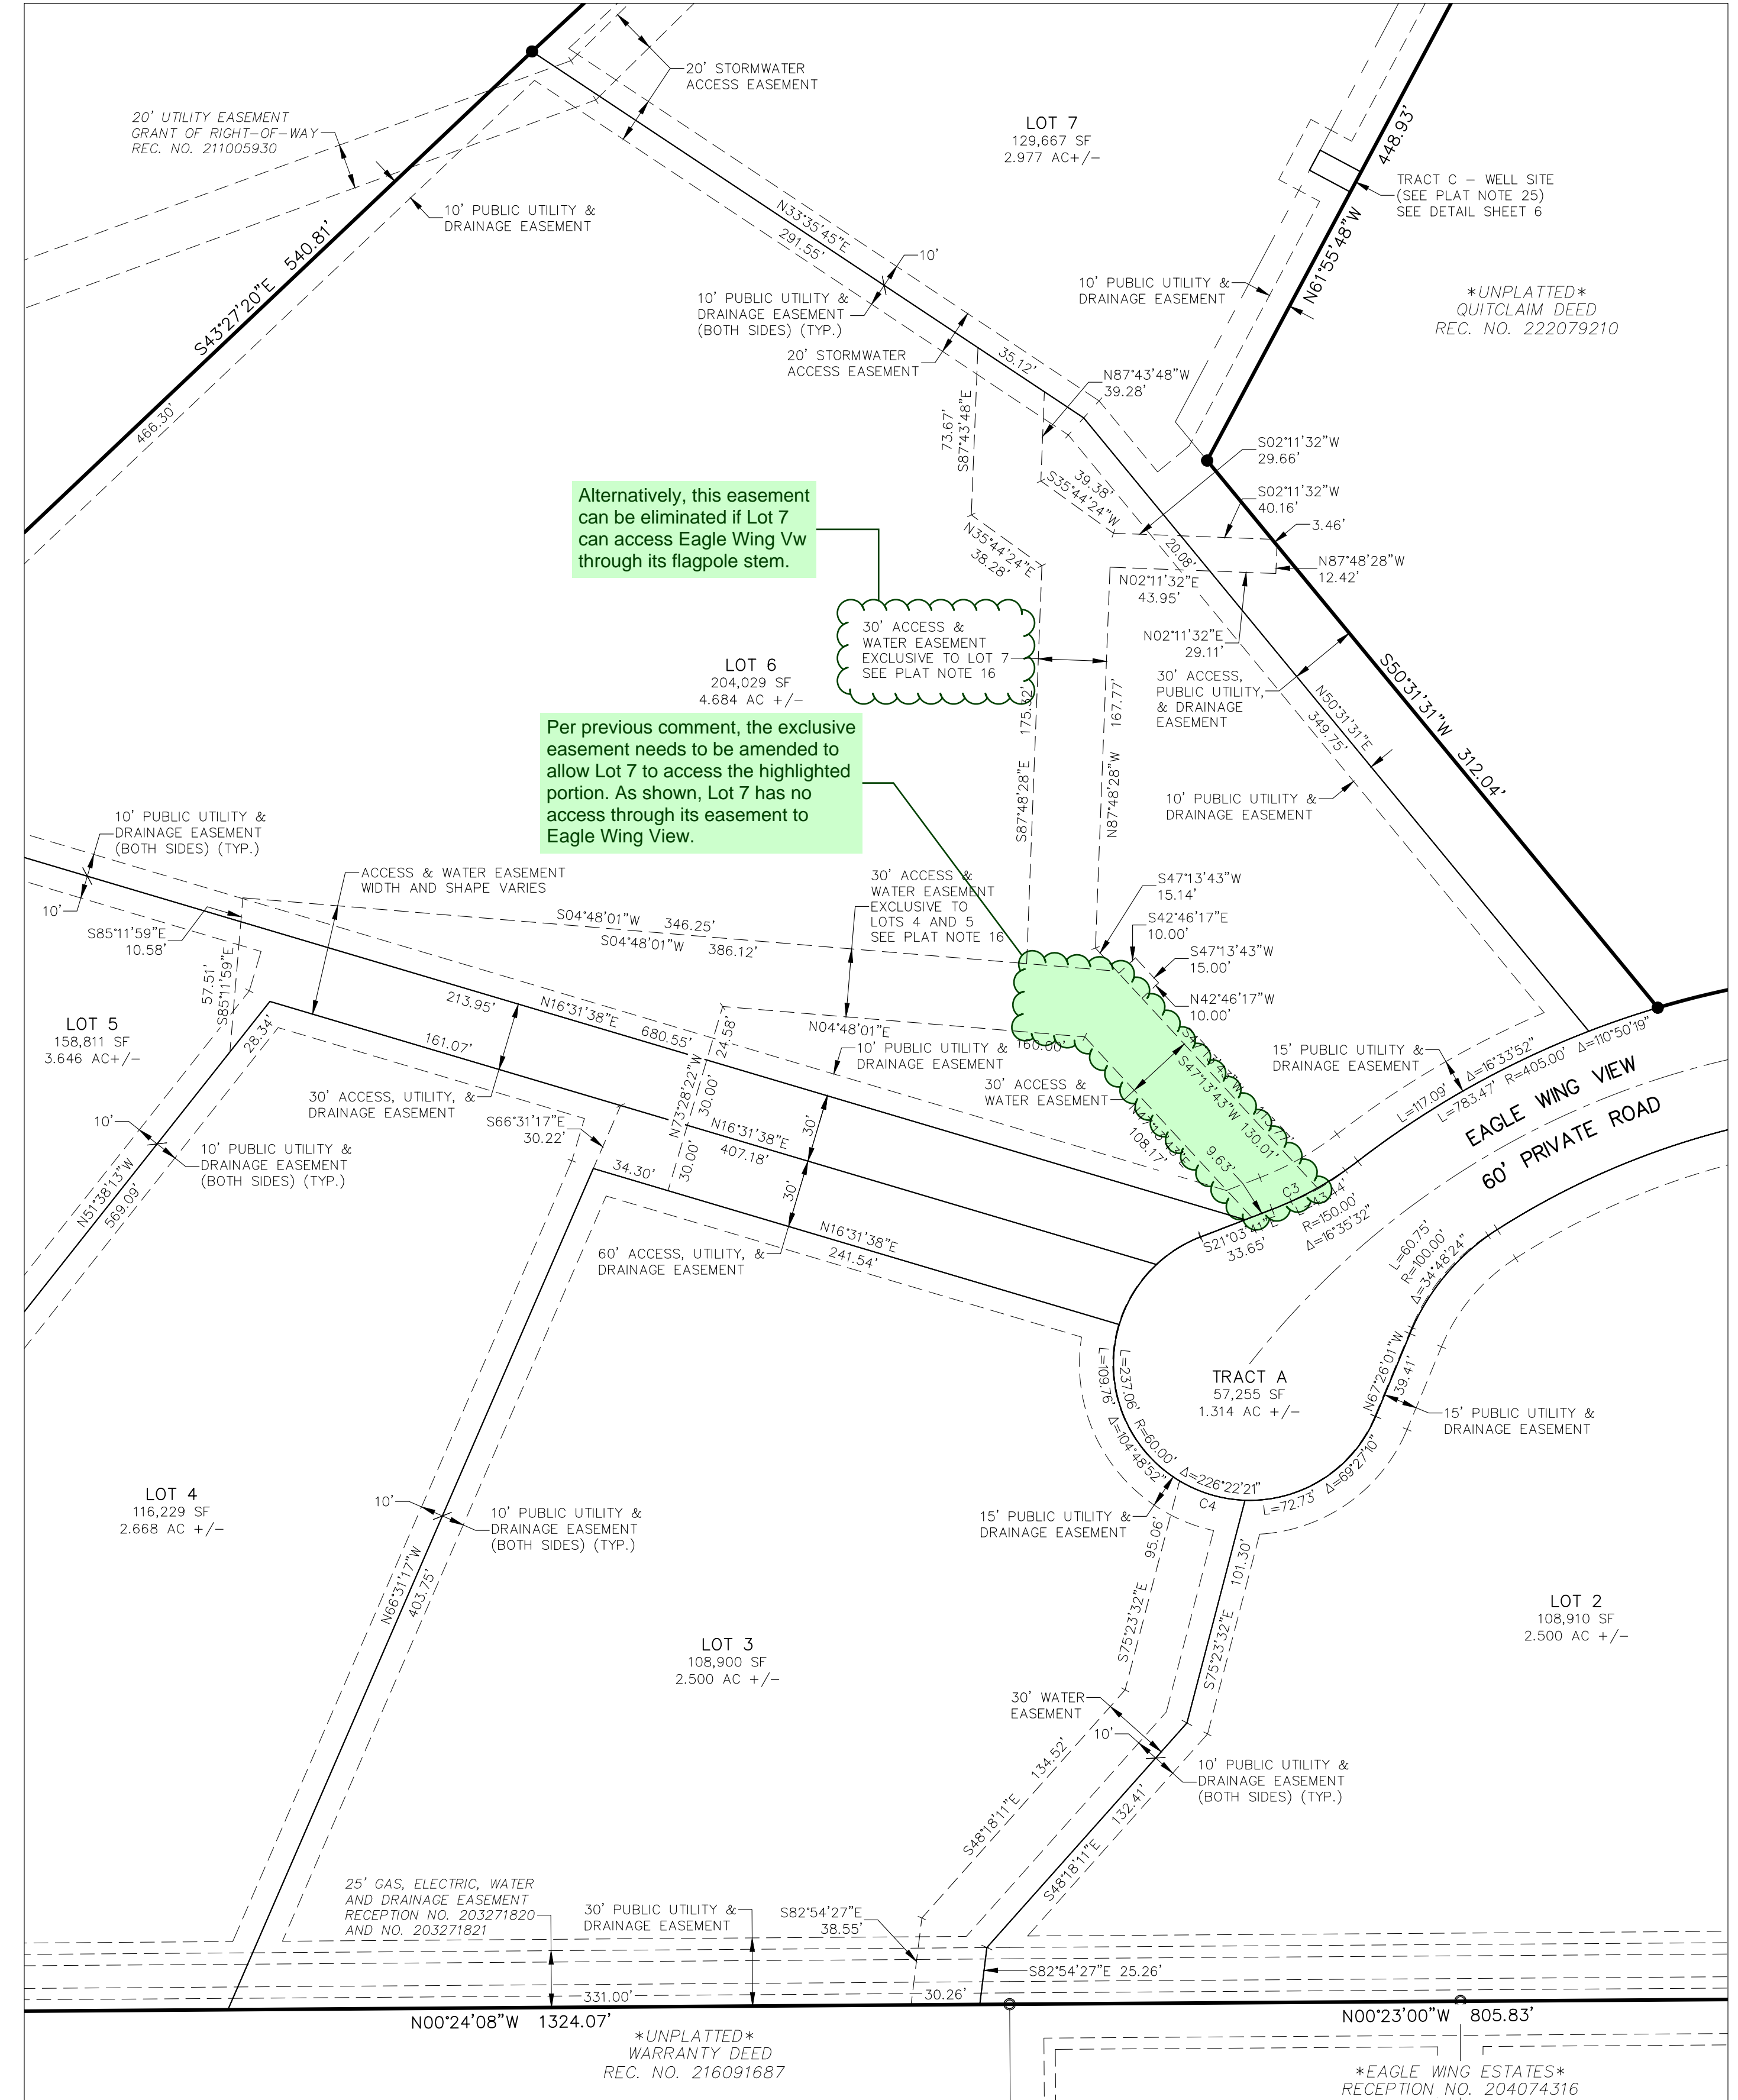 20' STORMWATER
ACCESS EASEMENT
20' UTILITY EASEMENT
GRANT OF RIGHT-OF-WAY
REC. NO. 211005930
LOT 7
129,667 SF
2.977 AC+/-
448.93'
TRACT C - WELL SITE
(SEE PLAT NOTE 25)
SEE DETAIL SHEET 6
10' PUBLIC UTILITY &
DRAINAGE EASEMENT
N33°35'45"E
291.55'
10'
S43°27'20"E 540.81'
N61°55'48"W
10' PUBLIC UTILITY &
DRAINAGE EASEMENT
*UNPLATTED*
QUITCLAIM DEED
REC. NO. 222079210
10' PUBLIC UTILITY &
DRAINAGE EASEMENT
(BOTH SIDES) (TYP.)
20' STORMWATER
ACCESS EASEMENT
35.12'
N87°43'48"W
39.28'
466.30'
73.67'
S87°43'48"E
S02°11'32"W
29.66'
39.38'
S35°44'24"W
S02°11'32"W
40.16'
3.46'
Alternatively, this easement
can be eliminated if Lot 7
can access Eagle Wing Vw
through its flagpole stem.
N35°44'24"E
38.28'
20.08'
N87°48'28"W
12.42'
N02°11'32"E
43.95'
30' ACCESS &
WATER EASEMENT
EXCLUSIVE TO LOT 7
SEE PLAT NOTE 16
N02°11'32"E
29.11'
LOT 6
204,029 SF
4.684 AC +/-
30' ACCESS,
PUBLIC UTILITY,
& DRAINAGE
EASEMENT
S50°31'31"W 312.04'
N50°31'31"E
349.75'
S87°48'28"E 175.32'
N87°48'28"W 167.77'
Per previous comment, the exclusive
easement needs to be amended to
allow Lot 7 to access the highlighted
portion. As shown, Lot 7 has no
access through its easement to
Eagle Wing View.
10' PUBLIC UTILITY &
DRAINAGE EASEMENT
10' PUBLIC UTILITY &
DRAINAGE EASEMENT
(BOTH SIDES) (TYP.)
ACCESS & WATER EASEMENT
WIDTH AND SHAPE VARIES
30' ACCESS &
WATER EASEMENT
EXCLUSIVE TO
LOTS 4 AND 5
SEE PLAT NOTE 16
S47°13'43"W
15.14'
10'
S85°11'59"E
10.58'
S04°48'01"W 346.25'
S04°48'01"W 386.12'
S42°46'17"E
10.00'
S47°13'43"W
15.00'
N42°46'17"W
10.00'
57.51'
S85°11'59"E
LOT 5
158,811 SF
3.646 AC+/-
28.34'
213.95'
N16°31'38"E 680.55'
161.07'
24.58'
N04°48'01"E
160.00'
10' PUBLIC UTILITY &
DRAINAGE EASEMENT
S47°13'43"W 130.01'
15' PUBLIC UTILITY &
DRAINAGE EASEMENT
L=117.09' Δ=16°33'52"
L=783.47' R=405.00' Δ=110°50'19"
EAGLE WING VIEW
60' PRIVATE ROAD
30' ACCESS, UTILITY, &
DRAINAGE EASEMENT
30' ACCESS &
WATER EASEMENT
S66°31'17"E
30.22'
N73°28'22"W
30.00'
30.00'
N16°31'38"E
407.18'
30'
30'
108.17'
9.63'
C3
R=150.00'
Δ=16°35'32"
S21°03'41"
33.65'
10'
10' PUBLIC UTILITY &
DRAINAGE EASEMENT
(BOTH SIDES) (TYP.)
N51°38'13"W
569.09'
34.30'
N16°31'38"E
241.54'
60' ACCESS, UTILITY, &
DRAINAGE EASEMENT
L=60.75'
R=100.00'
Δ=34°48'24"
TRACT A
57,255 SF
1.314 AC +/-
N67°26'01"W
39.41'
15' PUBLIC UTILITY &
DRAINAGE EASEMENT
L=237.06' R=60.00' Δ=226°22'21"
L=109.76' Δ=104°48'52"
C4
L=72.73' Δ=69°27'10"
LOT 4
116,229 SF
2.668 AC +/-
10'
10' PUBLIC UTILITY &
DRAINAGE EASEMENT
(BOTH SIDES) (TYP.)
15' PUBLIC UTILITY &
DRAINAGE EASEMENT
N66°31'17"W
403.75'
S75°23'32"E 95.06'
S75°23'32"E 101.30'
LOT 3
108,900 SF
2.500 AC +/-
LOT 2
108,910 SF
2.500 AC +/-
30' WATER
EASEMENT
10'
10' PUBLIC UTILITY &
DRAINAGE EASEMENT
(BOTH SIDES) (TYP.)
S48°18'11"E 134.52'
S48°18'11"E 132.41'
25' GAS, ELECTRIC, WATER
AND DRAINAGE EASEMENT
RECEPTION NO. 203271820
AND NO. 203271821
30' PUBLIC UTILITY &
DRAINAGE EASEMENT
S82°54'27"E
38.55'
S82°54'27"E 25.26'
331.00'
30.26'
N00°24'08"W 1324.07'
N00°23'00"W 805.83'
*UNPLATTED*
WARRANTY DEED
REC. NO. 216091687
*EAGLE WING ESTATES*
RECEPTION NO. 204074316